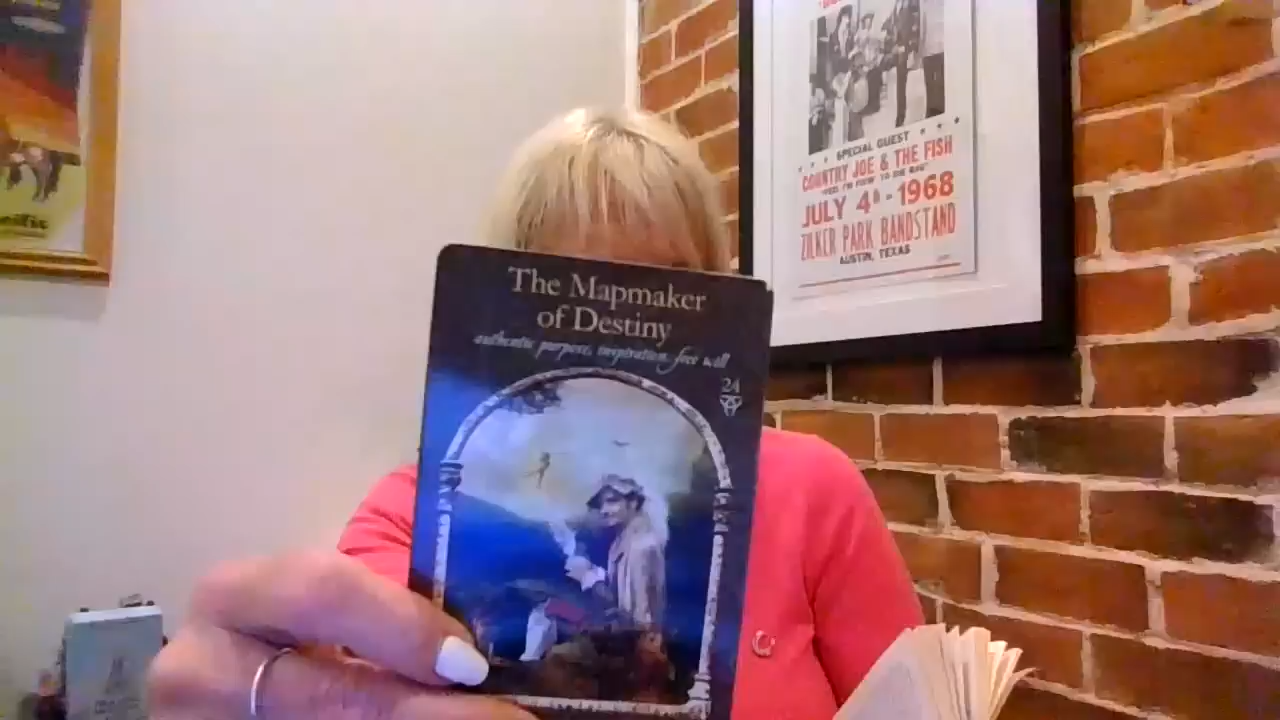 The Mapmaker
of Destiny
authentic purpose, inspiration, free will
24
SPECIAL GUEST
COUNTRY JOE & THE FISH
JULY 4th - 1968
ZILKER PARK BANDSTAND
AUSTIN, TEXAS